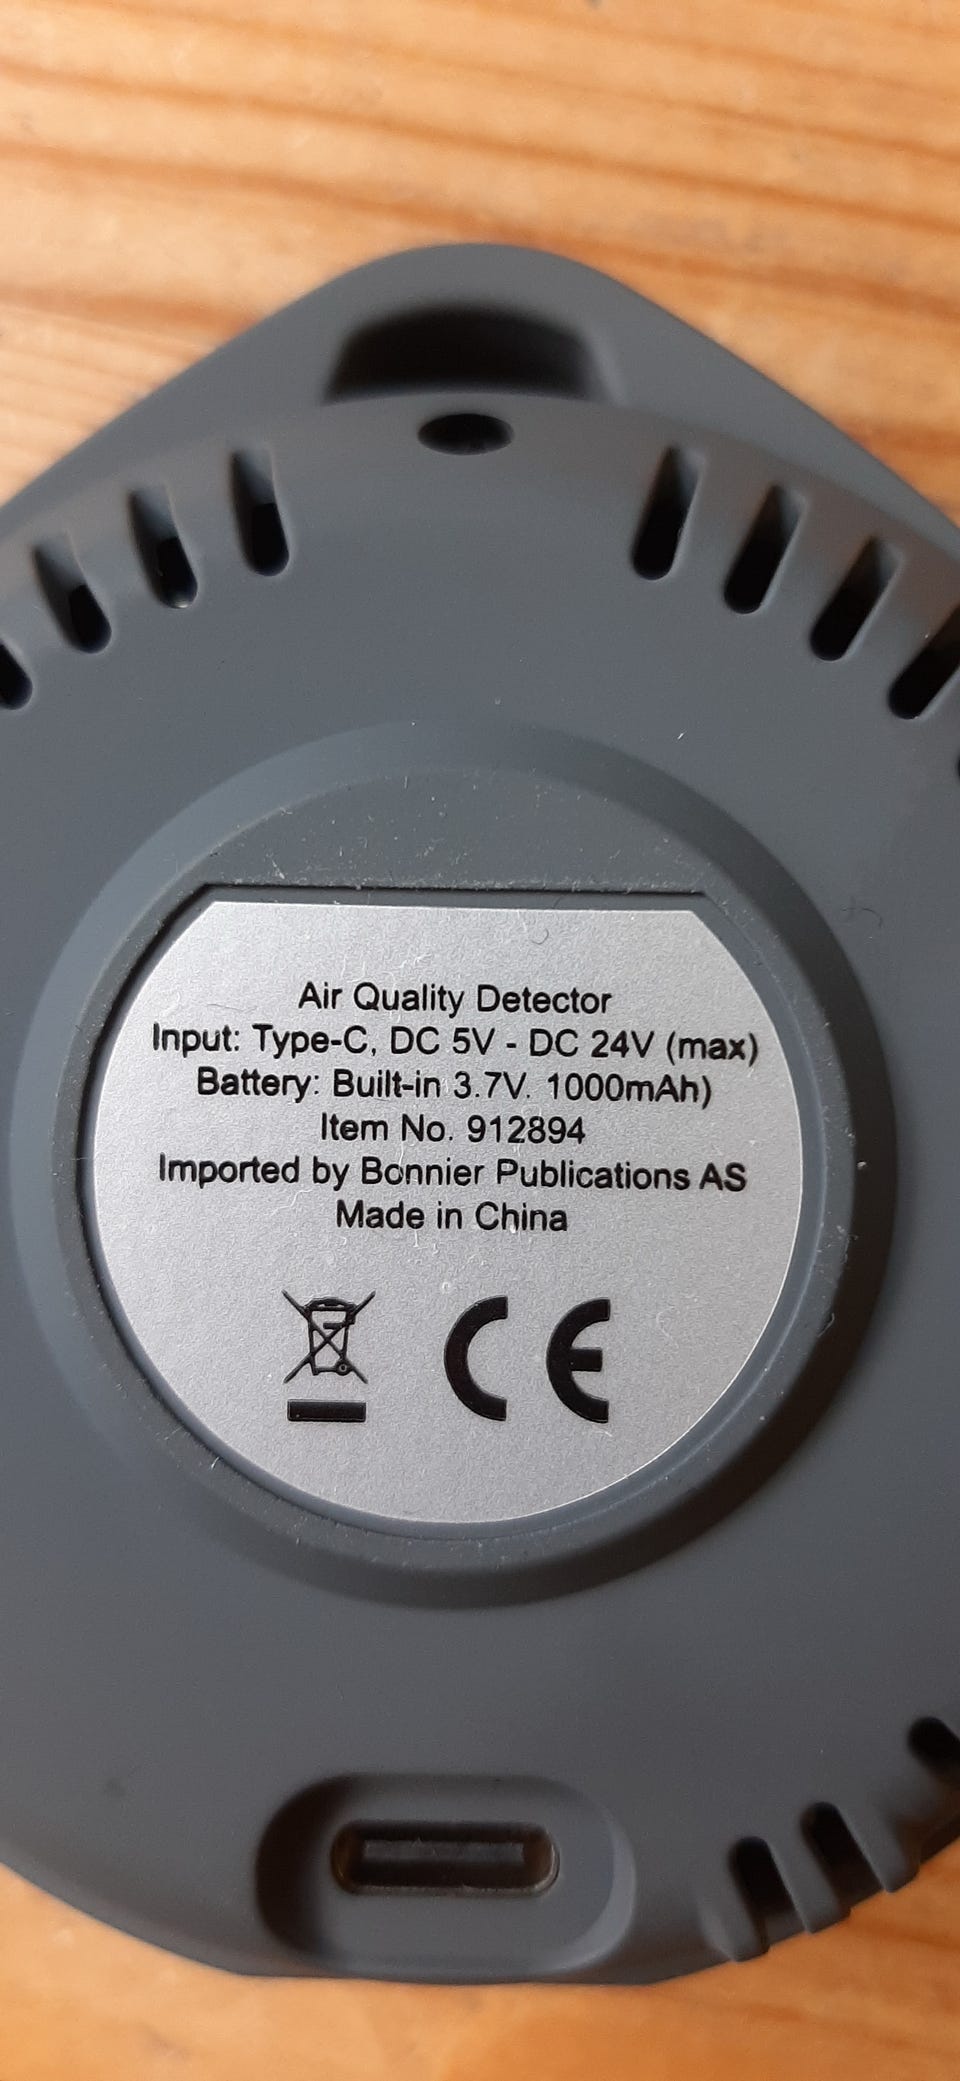 Air Quality Detector
Input: Type-C, DC 5V - DC 24V (max)
Battery: Built-in 3.7V. 1000mAh)
Item No. 912894
Imported by Bonnier Publications AS
Made in China
CE